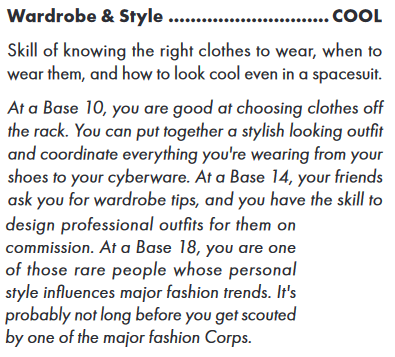 Wardrobe & Style ............................. COOL
Skill of knowing the right clothes to wear, when to
wear them, and how to look cool even in a spacesuit.
At a Base 10, you are good at choosing clothes off
the rack. You can put together a stylish looking outfit
and coordinate everything you're wearing from your
shoes to your cyberware. At a Base 14, your friends
ask you for wardrobe tips, and you have the skill to
design professional outfits for them on
commission. At a Base 18, you are one
of those rare people whose personal
style influences major fashion trends. It's
probably not long before you get scouted
by one of the major fashion Corps.